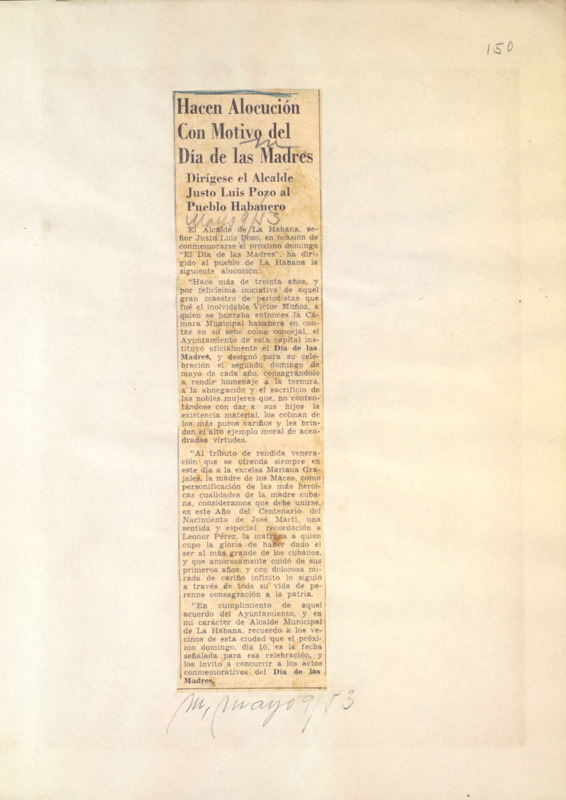 150
Hacen Alocución
Con Motivo del
Día de las Madres
Dirígese el Alcalde
Justo Luis Pozo al
Pueblo Habanero
Mayo 9/53
El Alcalde de La Habana, se-
ñor Justo Luis Pozo, en ocasión de
conmemorarse el próximo domingo
"El Día de las Madres", ha diri-
gido al pueblo de La Habana la
siguiente alocución:
"Hace más de treinta años, y
por felicísima iniciativa de aquel
gran maestro de periodistas que
fué el inolvidable Víctor Muñoz, a
quien se honraba entonces la Cá-
mara Municipal habanera en con-
tar en su seno como concejal, el
Ayuntamiento de esta capital ins-
tituyó oficialmente el Día de las
Madres, y designó para su cele-
bración el segundo domingo de
mayo de cada año, consagrándolo
a rendir homenaje a la ternura,
a la abnegación y el sacrificio de
las nobles mujeres que, no conten-
tándose con dar a sus hijos la
existencia material, los colman de
los más puros cariños y les brin-
dan el alto ejemplo moral de acen-
dradas virtudes.
"Al tributo de rendida venera-
ción que se ofrenda siempre en
este día a la excelsa Mariana Gra-
jales, la madre de los Maceo, como
personificación de las más heroi-
cas cualidades de la madre cuba-
na, consideramos que debe unirse,
en este Año del Centenario del
Nacimiento de José Martí, una
sentida y especial recordación a
Leonor Pérez, la matrona a quien
cupo la gloria de haber dado el
ser al más grande de los cubanos,
y que amorosamente cuidó de sus
primeros años, y con dolorosa mi-
rada de cariño infinito lo siguió
a través de toda su vida de pe-
renne consagración a la patria.
"En cumplimiento de aquel
acuerdo del Ayuntamiento, y en
mi carácter de Alcalde Municipal
de La Habana, recuerdo a los ve-
cinos de esta ciudad que el próxi-
mo domingo, día 10, es la fecha
señalada para esa celebración, y
los invito a concurrir a los actos
conmemorativos del Día de las
Madres.
M, mayo 9/53